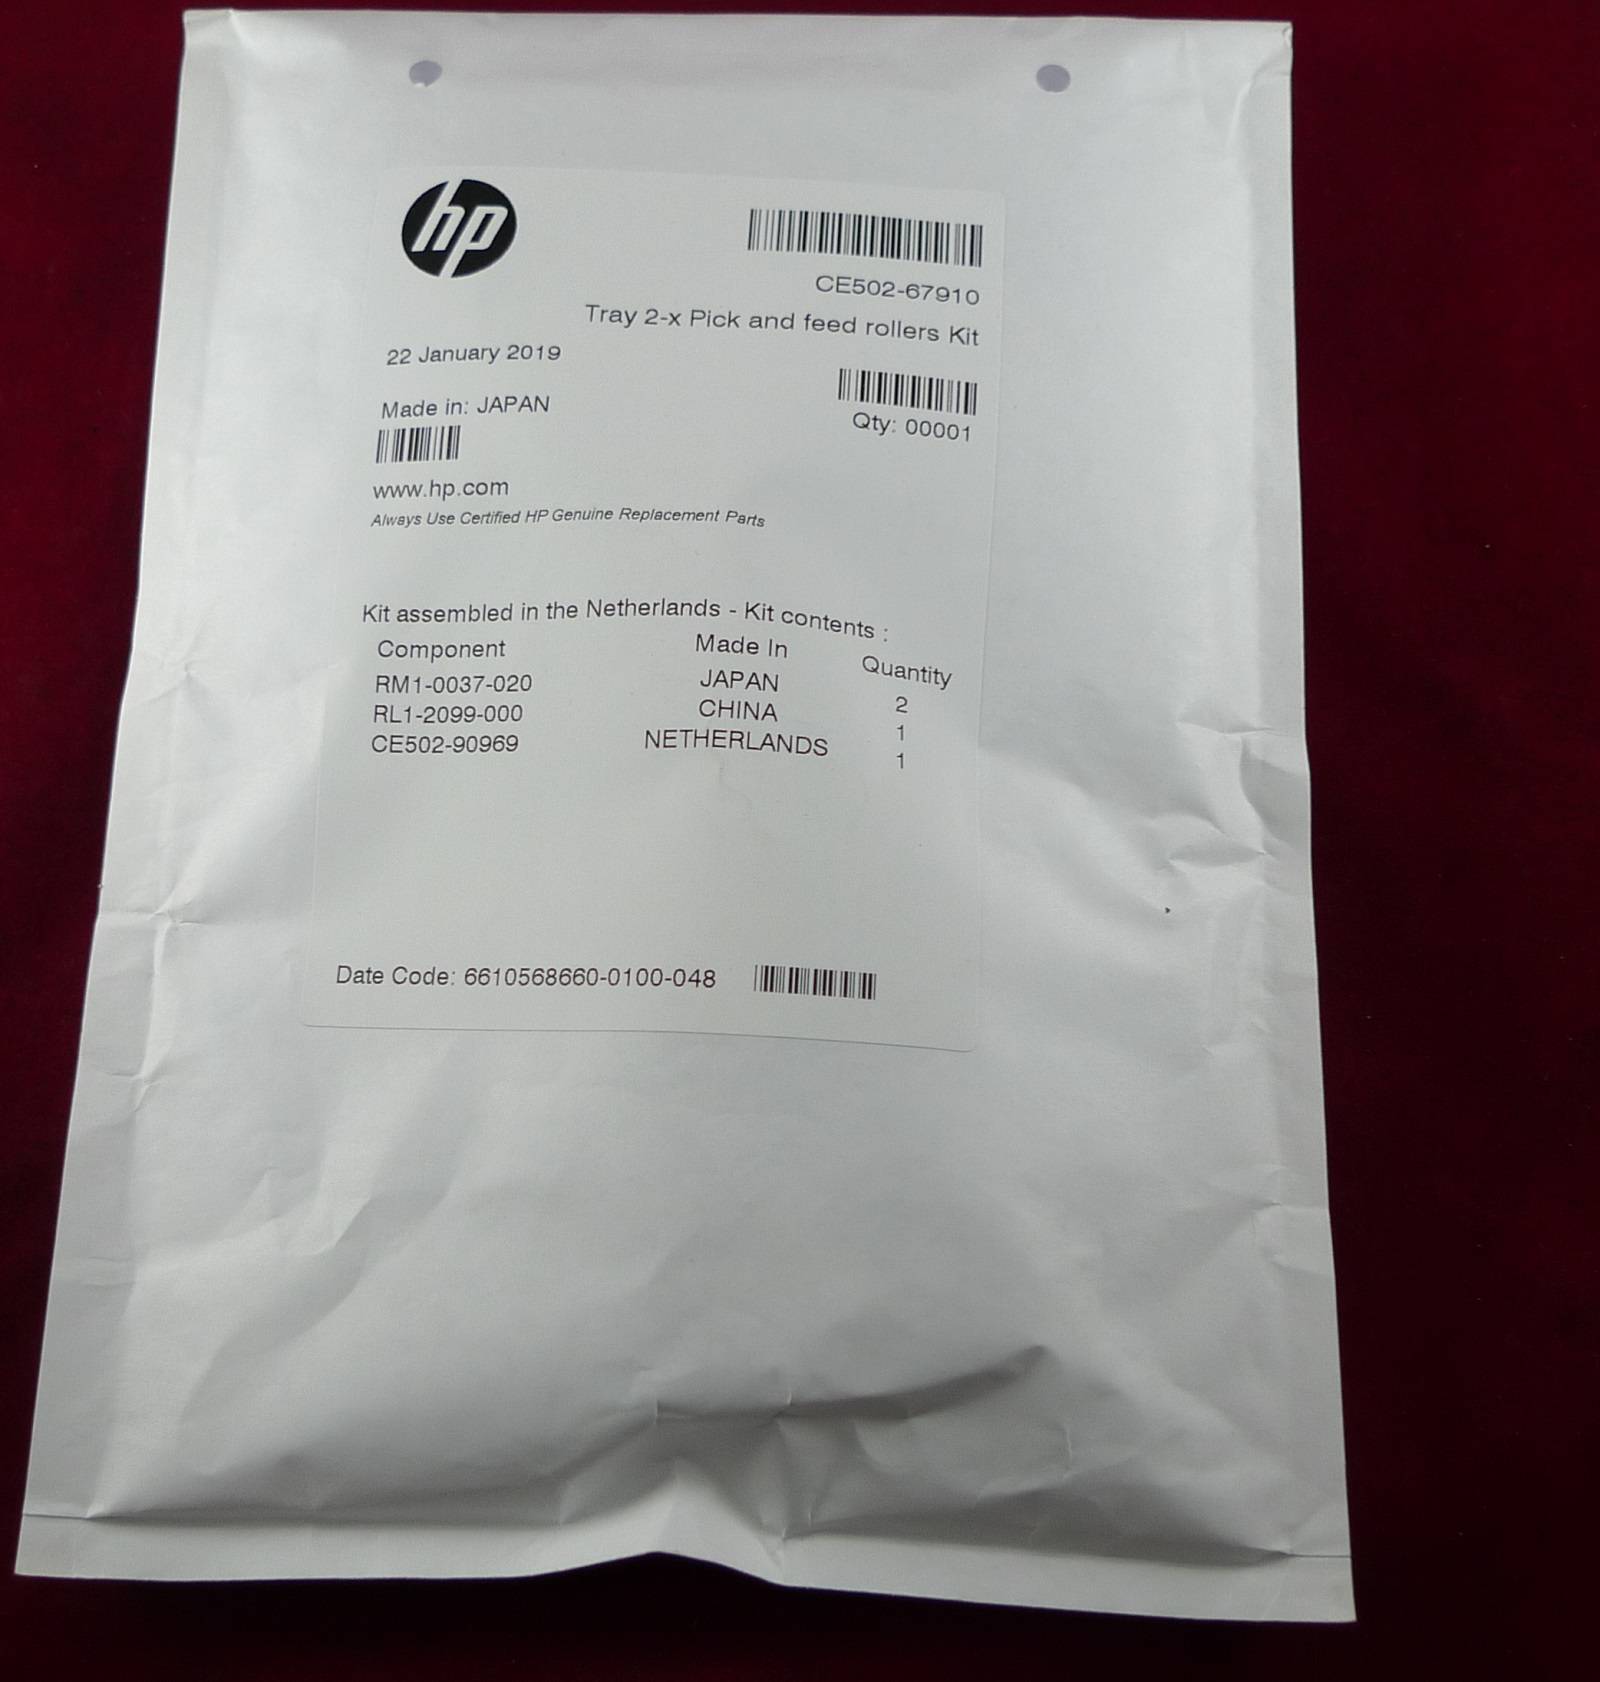 hp
CE502-67910
Tray 2-x Pick and feed rollers Kit
22 January 2019
Made in: JAPAN
Qty: 00001
www.hp.com
Always Use Certified HP Genuine Replacement Parts
Kit assembled in the Netherlands - Kit contents :
Component Made In Quantity
RM1-0037-020 JAPAN 2
RL1-2099-000 CHINA 1
CE502-90969 NETHERLANDS 1
Date Code: 6610568660-0100-048